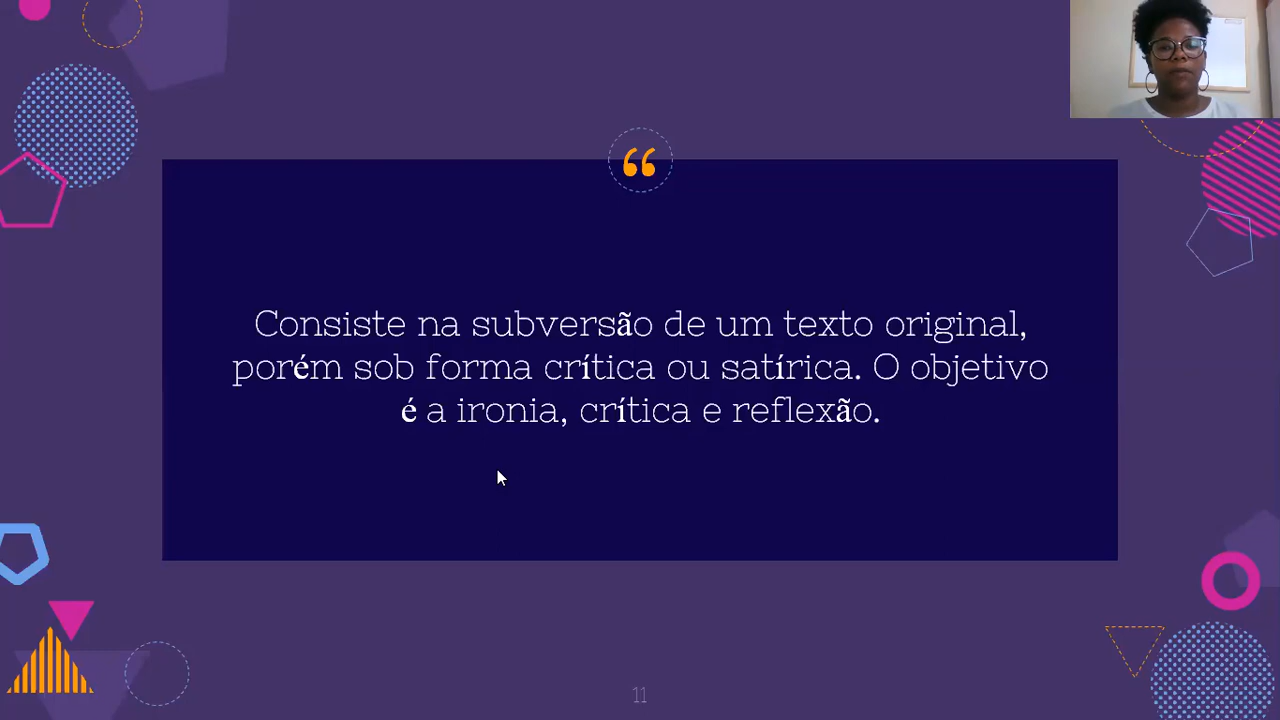 “
Consiste na subversão de um texto original,
porém sob forma crítica ou satírica. O objetivo
é a ironia, crítica e reflexão.
11